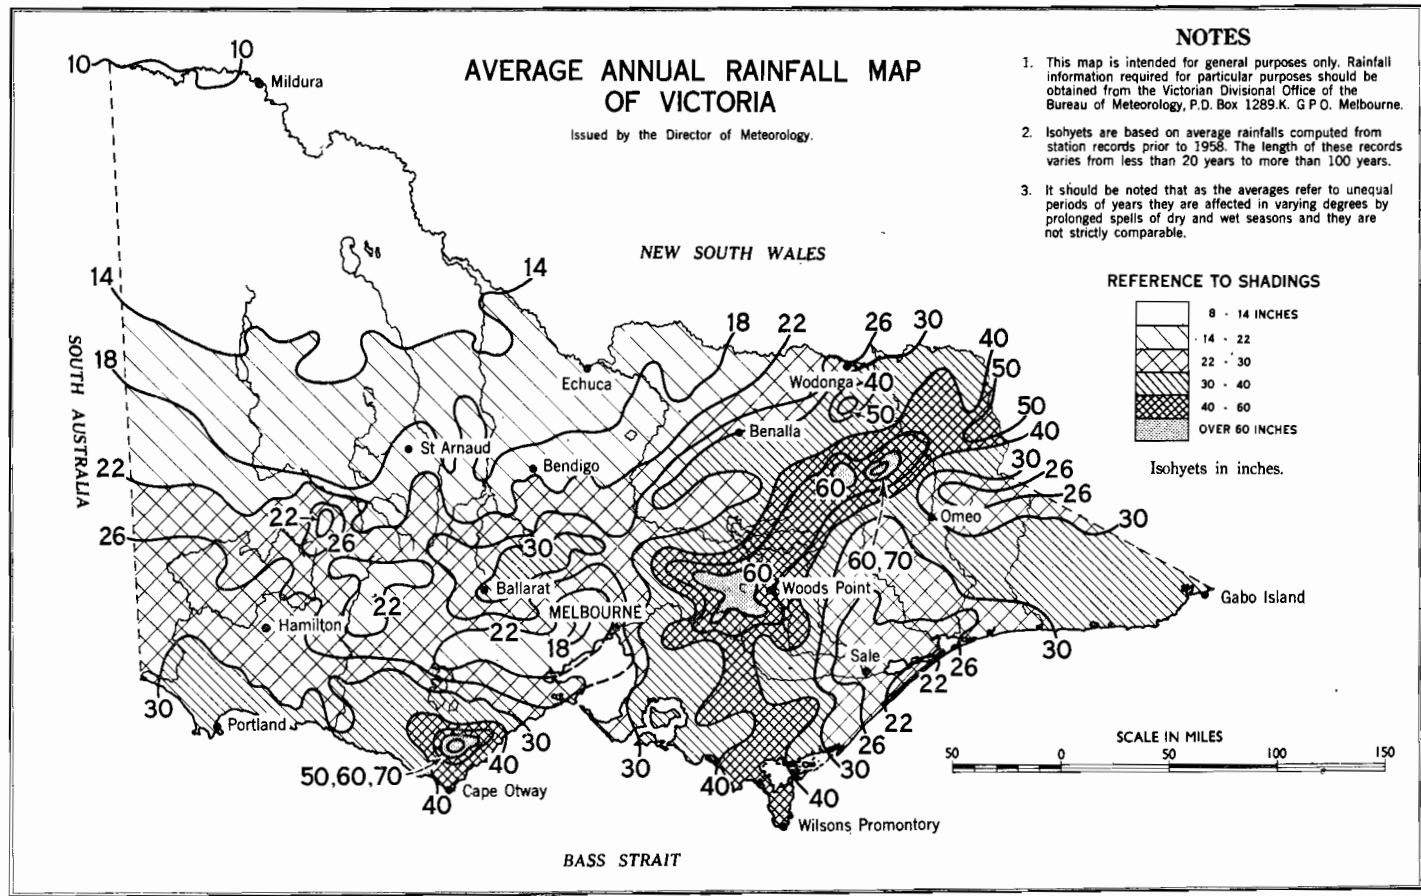 AVERAGE ANNUAL RAINFALL MAP
OF VICTORIA
Issued by the Director of Meteorology.
NOTES
1. This map is intended for general purposes only. Rainfall
information required for particular purposes should be
obtained from the Victorian Divisional Office of the
Bureau of Meteorology, P.D. Box 1289.K. G P O. Melbourne.
2. Isohyets are based on average rainfalls computed from
station records prior to 1958. The length of these records
varies from less than 20 years to more than 100 years.
3. It should be noted that as the averages refer to unequal
periods of years they are affected in varying degrees by
prolonged spells of dry and wet seasons and they are
not strictly comparable.
REFERENCE TO SHADINGS
8 - 14 INCHES
14 - 22
22 - 30
30 - 40
40 - 60
OVER 60 INCHES
Isohyets in inches.
10
10
Mildura
NEW SOUTH WALES
14
14
18
22
26
30
40
50
18
SOUTH AUSTRALIA
Echuca
Wodonga
40
50
50
40
St Arnaud
Benalla
Bendigo
22
30
26
26
60
22
26
26
30
Omeo
30
60,70
60
Ballarat
Woods Point
22
MELBOURNE
Gabo Island
Hamilton
22
18
Sale
26
30
22
30
Portland
22
30
26
30
30
50,60,70
40
40
40
40
Cape Otway
Wilsons Promontory
BASS STRAIT
SCALE IN MILES
50 0 50 100 150